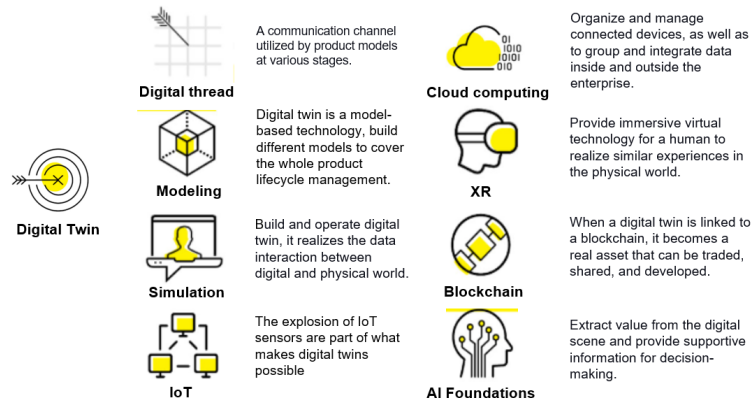 Digital Twin
Digital thread
A communication channel
utilized by product models
at various stages.
Modeling
Digital twin is a model-
based technology, build
different models to cover
the whole product
lifecycle management.
Simulation
Build and operate digital
twin, it realizes the data
interaction between
digital and physical world.
IoT
The explosion of IoT
sensors are part of what
makes digital twins
possible
01
1010
10101
010
Cloud computing
Organize and manage
connected devices, as well as
to group and integrate data
inside and outside the
enterprise.
XR
Provide immersive virtual
technology for a human to
realize similar experiences in
the physical world.
Blockchain
When a digital twin is linked to
a blockchain, it becomes a
real asset that can be traded,
shared, and developed.
AI Foundations
Extract value from the digital
scene and provide supportive
information for decision-
making.